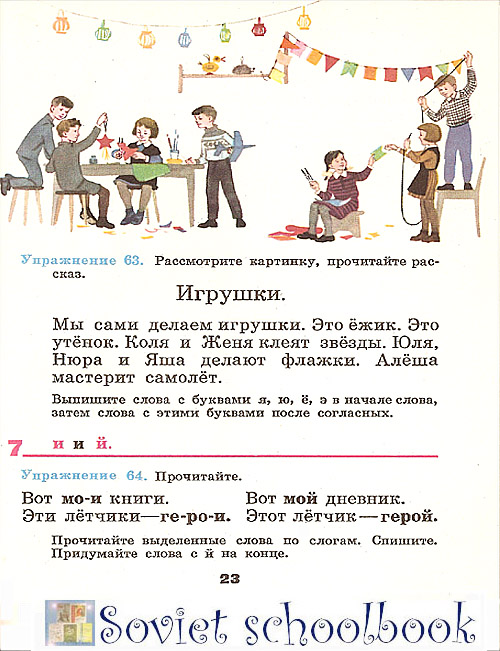 Упражнение 63. Рассмотрите картинку, прочитайте рас-
сказ.
Игрушки.
Мы сами делаем игрушки. Это ёжик. Это
утёнок. Коля и Женя клеят звёзды. Юля,
Нюра и Яша делают флажки. Алёша
мастерит самолёт.
Выпишите слова с буквами я, ю, ё, э в начале слова,
затем слова с этими буквами после согласных.
7 и и й.
Упражнение 64. Прочитайте.
Вот мо-и книги. Вот мой дневник.
Эти лётчики—ге-ро-и. Этот лётчик—герой.
Прочитайте выделенные слова по слогам. Спишите.
Придумайте слова с й на конце.
23
Soviet schoolbook